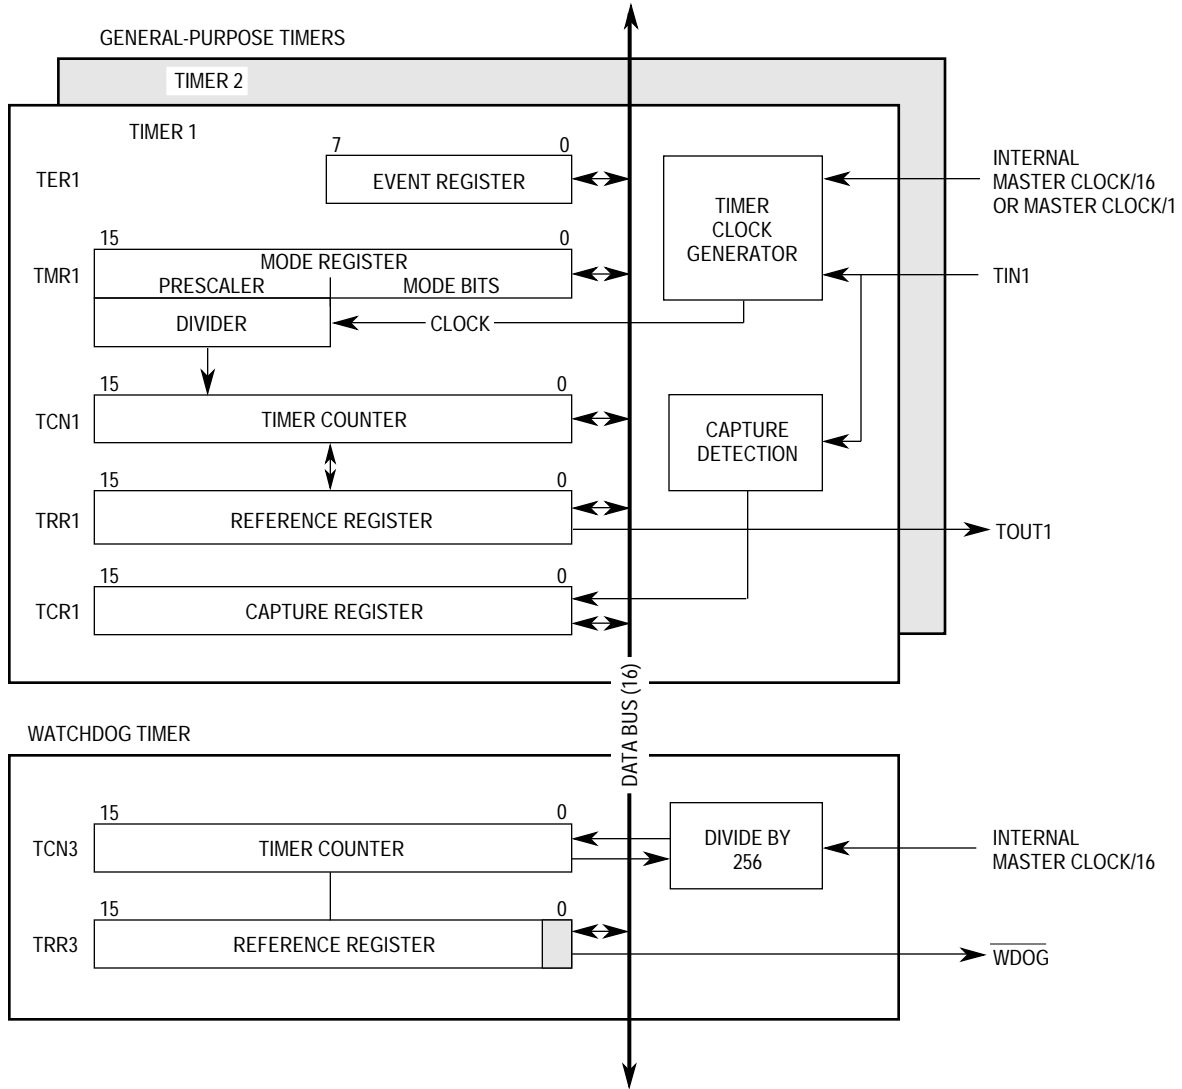 GENERAL-PURPOSE TIMERS
TIMER 2
TIMER 1
7 0
TER1
EVENT REGISTER
TIMER
CLOCK
GENERATOR
INTERNAL
MASTER CLOCK/16
OR MASTER CLOCK/1
15 0
TMR1
MODE REGISTER
PRESCALER MODE BITS
TIN1
DIVIDER
CLOCK
15 0
TCN1
TIMER COUNTER
CAPTURE
DETECTION
15 0
TRR1
REFERENCE REGISTER
TOUT1
15 0
TCR1
CAPTURE REGISTER
DATA BUS (16)
WATCHDOG TIMER
15 0
TCN3
TIMER COUNTER
DIVIDE BY
256
INTERNAL
MASTER CLOCK/16
15 0
TRR3
REFERENCE REGISTER
WDOG